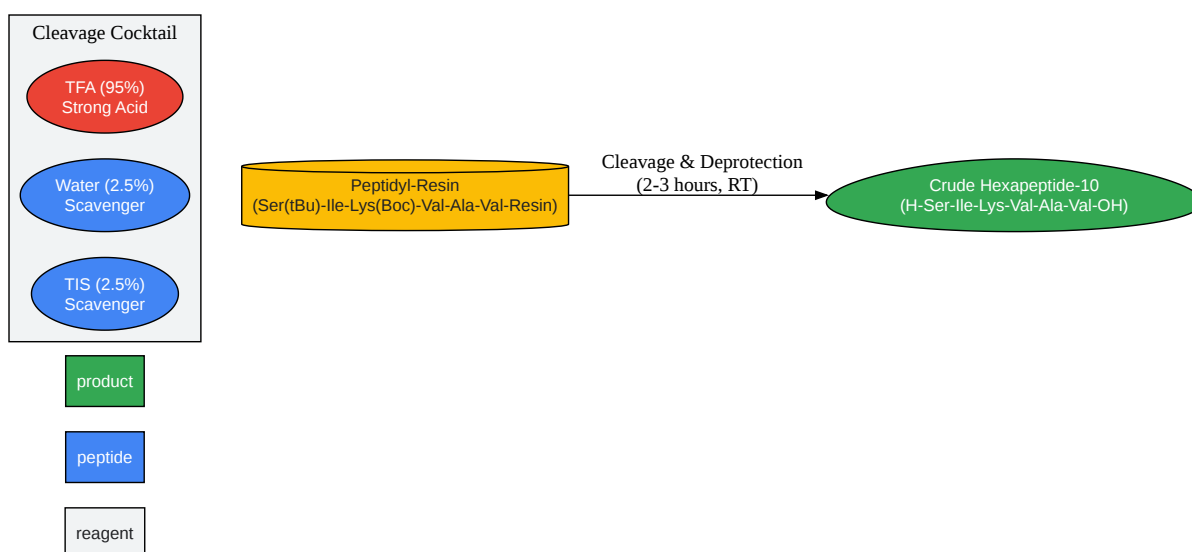 Cleavage Cocktail
TFA (95%)
Strong Acid
Water (2.5%)
Scavenger
TIS (2.5%)
Scavenger
Peptidyl-Resin
(Ser(tBu)-Ile-Lys(Boc)-Val-Ala-Val-Resin)
Cleavage & Deprotection
(2-3 hours, RT)
Crude Hexapeptide-10
(H-Ser-Ile-Lys-Val-Ala-Val-OH)
product
peptide
reagent